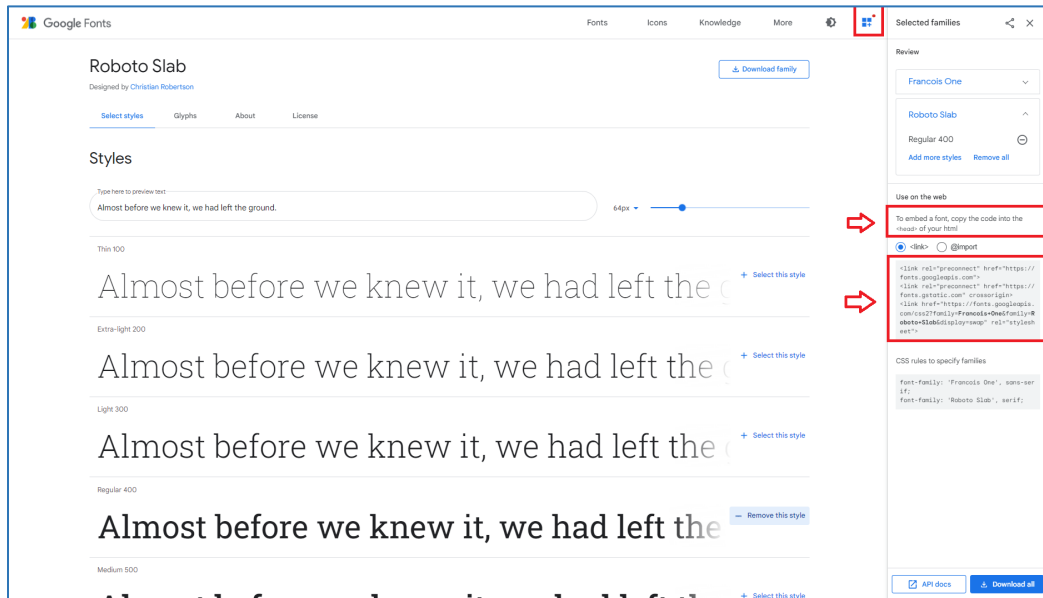 Google Fonts
Fonts
Icons
Knowledge
More
Roboto Slab
Designed by Christian Robertson
Download family
Select styles
Glyphs
About
License
Styles
Type here to preview text
Almost before we knew it, we had left the ground.
64px
Thin 100
Almost before we knew it, we had left the g
+ Select this style
Extra-light 200
Almost before we knew it, we had left the g
+ Select this style
Light 300
Almost before we knew it, we had left the g
+ Select this style
Regular 400
Almost before we knew it, we had left the
— Remove this style
Medium 500
+ Select this style
Selected families
Review
Francois One
Roboto Slab
Regular 400
Add more styles
Remove all
Use on the web
To embed a font, copy the code into the
<head> of your html
<link>
@import
<link rel="preconnect" href="https://
fonts.googleapis.com">
<link rel="preconnect" href="https://
fonts.gstatic.com" crossorigin>
<link href="https://fonts.googleapis.
com/css2?family=Francois+One&family=R
oboto+Slab&display=swap" rel="stylesh
eet">
CSS rules to specify families
font-family: 'Francois One', sans-ser
if;
font-family: 'Roboto Slab', serif;
API docs
Download all